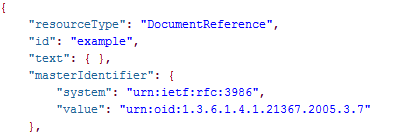 {
"resourceType": "DocumentReference",
"id": "example",
"text": { },
"masterIdentifier": {
"system": "urn:ietf:rfc:3986",
"value": "urn:oid:1.3.6.1.4.1.21367.2005.3.7"
},